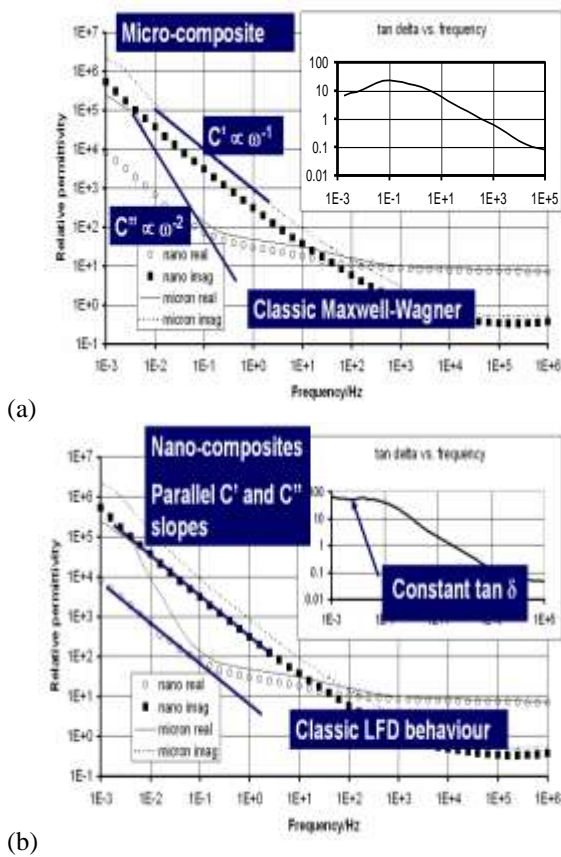 Micro-composite
tan delta vs. frequency
100
10
1
0.1
0.01
1E-3 1E-1 1E+1 1E+3 1E+5
1E+7
1E+6
1E+5
1E+4
1E+3
1E+2
1E+1
1E+0
1E-1
Relative permittivity
C' ∝ ω⁻¹
C'' ∝ ω⁻²
nano real
nano imag
micron real
micron imag
Classic Maxwell-Wagner
1E-3 1E-2 1E-1 1E+0 1E+1 1E+2 1E+3 1E+4 1E+5 1E+6
Frequency/Hz
(a)
Nano-composites
Parallel C' and C''
slopes
tan delta vs. frequency
100
10
1
0.1
0.01
1E-3
1E+6
Constant tan δ
1E+7
1E+6
1E+5
1E+4
1E+3
1E+2
1E+1
1E+0
1E-1
Relative permittivity
nano real
nano imag
micron real
micron imag
Classic LFD behaviour
1E-3 1E-2 1E-1 1E+0 1E+1 1E+2 1E+3 1E+4 1E+5 1E+6
Frequency/Hz
(b)